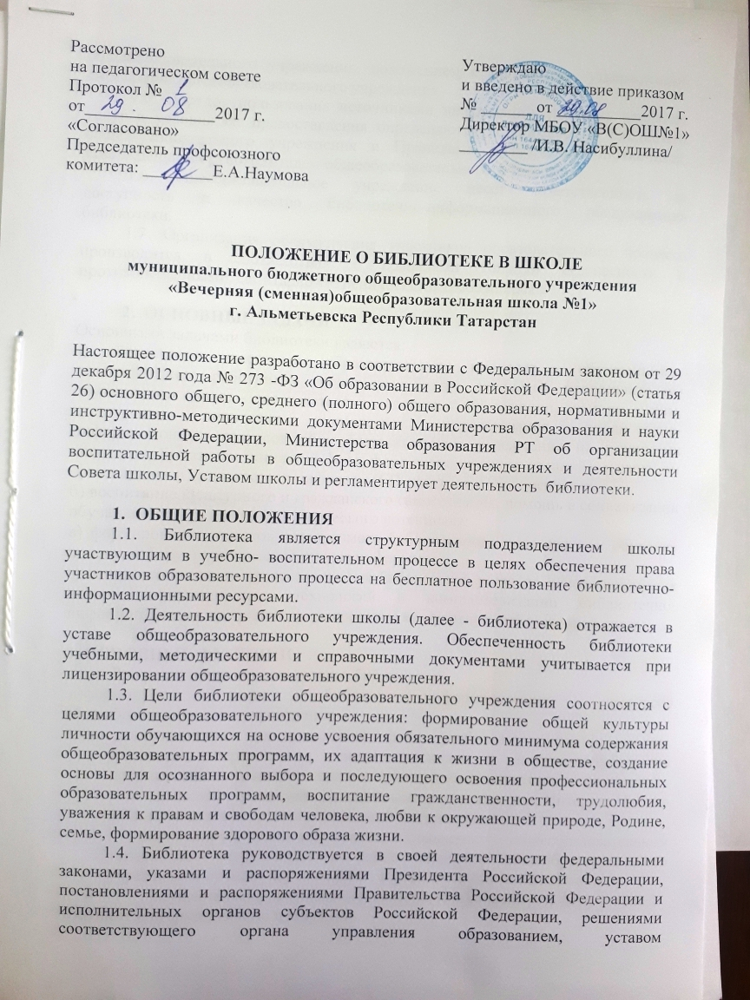 Рассмотрено
на педагогическом совете
Протокол № 1
от 29 . 08 2017 г.
«Согласовано»
Председатель профсоюзного
комитета: ________Е.А.Наумова
Утверждаю
и введено в действие приказом
№ ______ от 29.08 2017 г.
Директор МБОУ «В(С)ОШ№1»
________ /И.В. Насибуллина/
ПОЛОЖЕНИЕ О БИБЛИОТЕКЕ В ШКОЛЕ
муниципального бюджетного общеобразовательного учреждения
«Вечерняя (сменная)общеобразовательная школа №1»
г. Альметьевска Республики Татарстан
Настоящее положение разработано в соответствии с Федеральным законом от 29
декабря 2012 года № 273 -ФЗ «Об образовании в Российской Федерации» (статья
26) основного общего, среднего (полного) общего образования, нормативными и
инструктивно-методическими документами Министерства образования и науки
Российской Федерации, Министерства образования РТ об организации
воспитательной работы в общеобразовательных учреждениях и деятельности
Совета школы, Уставом школы и регламентирует деятельность библиотеки.
1. ОБЩИЕ ПОЛОЖЕНИЯ
1.1. Библиотека является структурным подразделением школы
участвующим в учебно- воспитательном процессе в целях обеспечения права
участников образовательного процесса на бесплатное пользование библиотечно-
информационными ресурсами.
1.2. Деятельность библиотеки школы (далее - библиотека) отражается в
уставе общеобразовательного учреждения. Обеспеченность библиотеки
учебными, методическими и справочными документами учитывается при
лицензировании общеобразовательного учреждения.
1.3. Цели библиотеки общеобразовательного учреждения соотносятся с
целями общеобразовательного учреждения: формирование общей культуры
личности обучающихся на основе усвоения обязательного минимума содержания
общеобразовательных программ, их адаптация к жизни в обществе, создание
основы для осознанного выбора и последующего освоения профессиональных
образовательных программ, воспитание гражданственности, трудолюбия,
уважения к правам и свободам человека, любви к окружающей природе, Родине,
семье, формирование здорового образа жизни.
1.4. Библиотека руководствуется в своей деятельности федеральными
законами, указами и распоряжениями Президента Российской Федерации,
постановлениями и распоряжениями Правительства Российской Федерации и
исполнительных органов субъектов Российской Федерации, решениями
соответствующего органа управления образованием, уставом